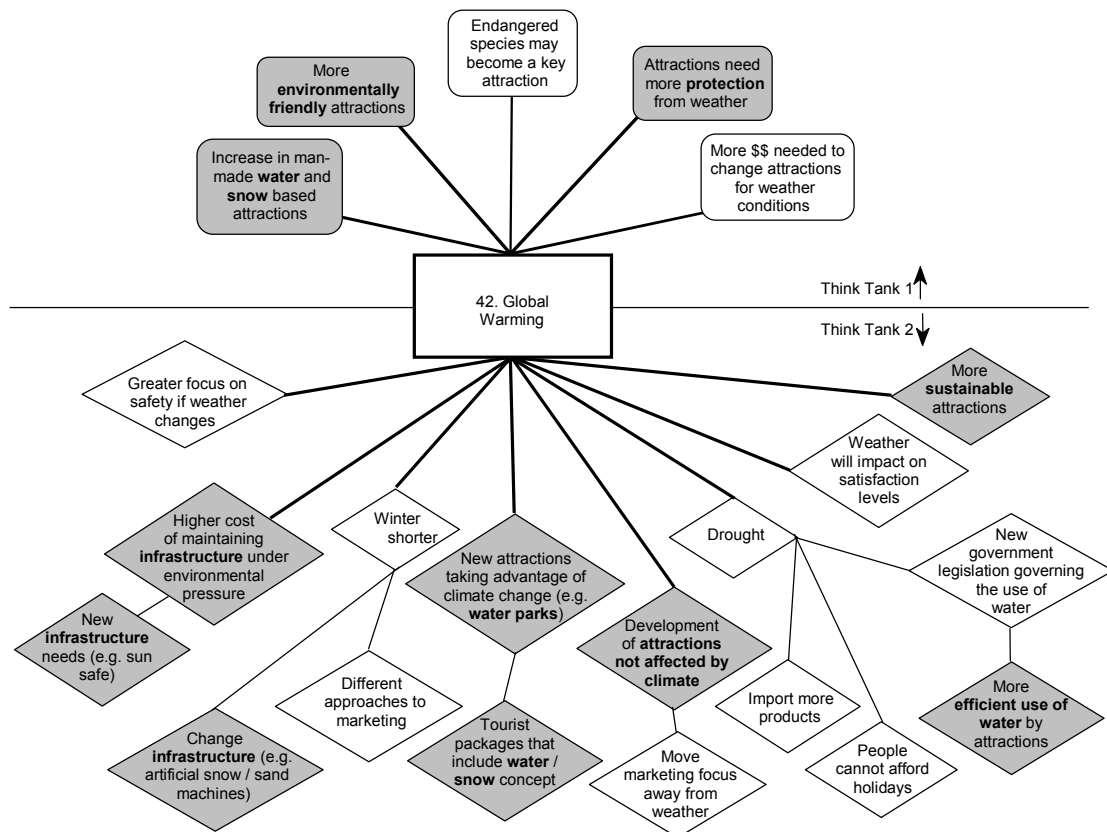 Endangered
species may
become a key
attraction
More
environmentally
friendly attractions
Attractions need
more protection
from weather
Increase in man-
made water and
snow based
attractions
More $$ needed to
change attractions
for weather
conditions
42. Global
Warming
Think Tank 1
Think Tank 2
Greater focus on
safety if weather
changes
More
sustainable
attractions
Weather
will impact on
satisfaction
levels
Higher cost
of maintaining
infrastructure under
environmental
pressure
Winter
shorter
New attractions
taking advantage of
climate change (e.g.
water parks)
Drought
New
government
legislation governing
the use of
water
New
infrastructure
needs (e.g. sun
safe)
Development
of attractions
not affected by
climate
Different
approaches to
marketing
Import more
products
More
efficient use of
water by
attractions
Change
infrastructure (e.g.
artificial snow / sand
machines)
Tourist
packages that
include water /
snow concept
Move
marketing focus
away from
weather
People
cannot afford
holidays